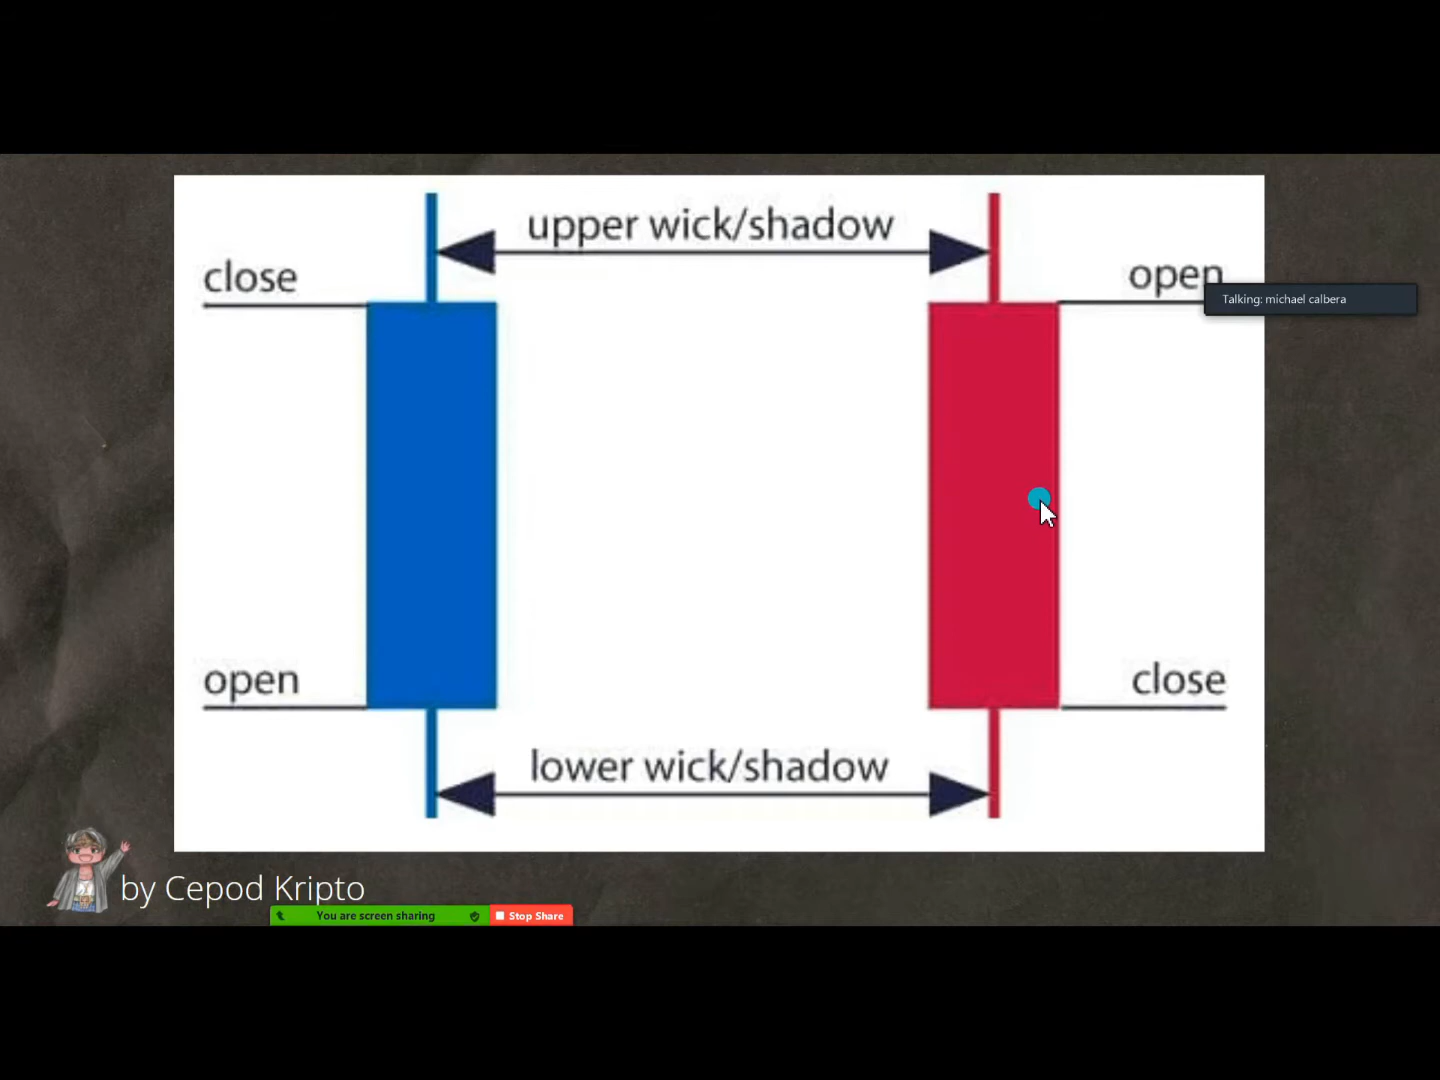 upper wick/shadow
close
open
Talking: michael calbera
open
close
lower wick/shadow
by Cepod Kripto
You are screen sharing
Stop Share